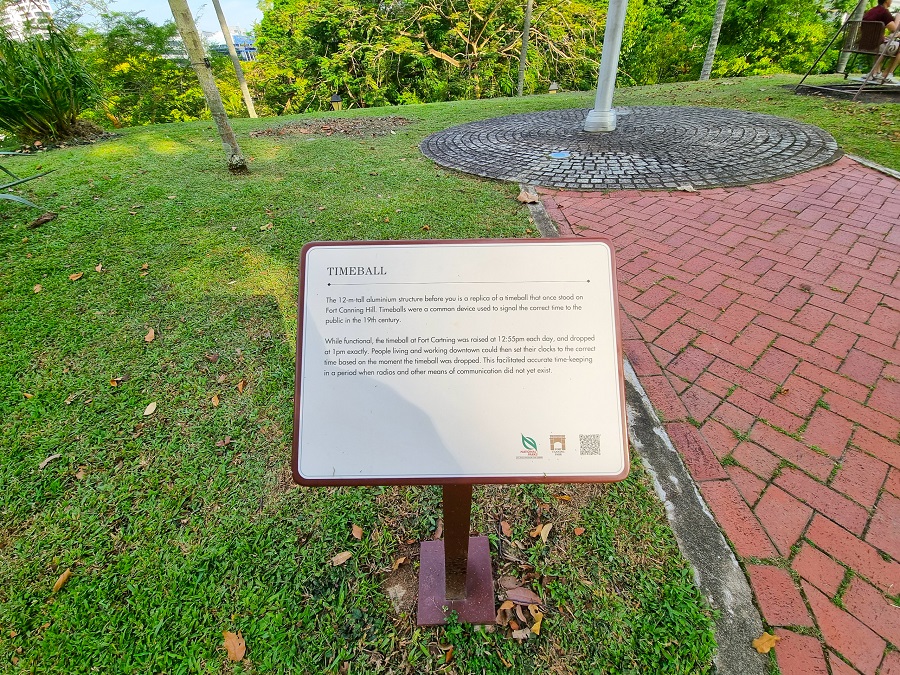 TIMEBALL
The 12-m-tall aluminium structure before you is a replica of a timeball that once stood on
Fort Canning Hill. Timeballs were a common device used to signal the correct time to the
public in the 19th century.
While functional, the timeball at Fort Cartning was raised at 12:55pm each day, and dropped
at 1pm exactly. People living and working downtown could then set their clocks to the correct
time based on the moment the timeball was dropped. This facilitated accurate time-keeping
in a period when radios and other means of communication did not yet exist.